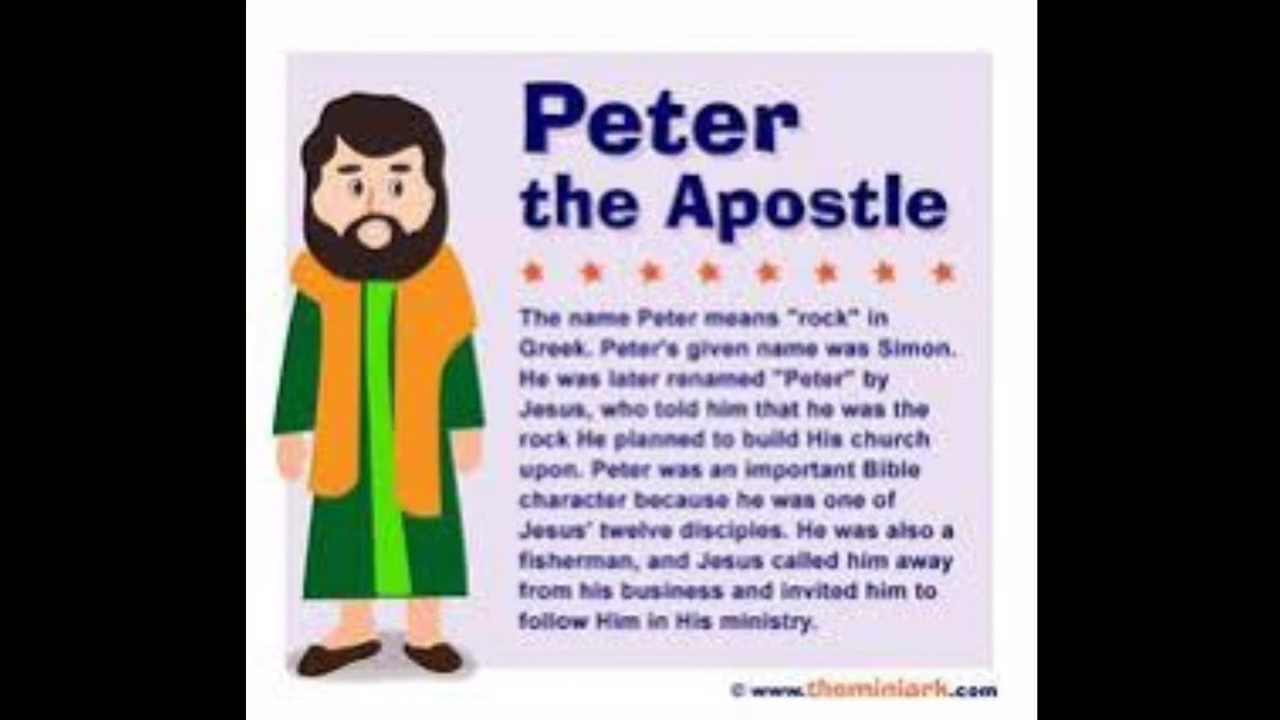 Peter
the Apostle
The name Peter means "rock" in
Greek. Peter's given name was Simon.
He was later renamed "Peter" by
Jesus, who told him that he was the
rock He planned to build His church
upon. Peter was an important Bible
character because he was one of
Jesus' twelve disciples. He was also a
fisherman, and Jesus called him away
from his business and invited him to
follow Him in His ministry.
© www.theminiark.com